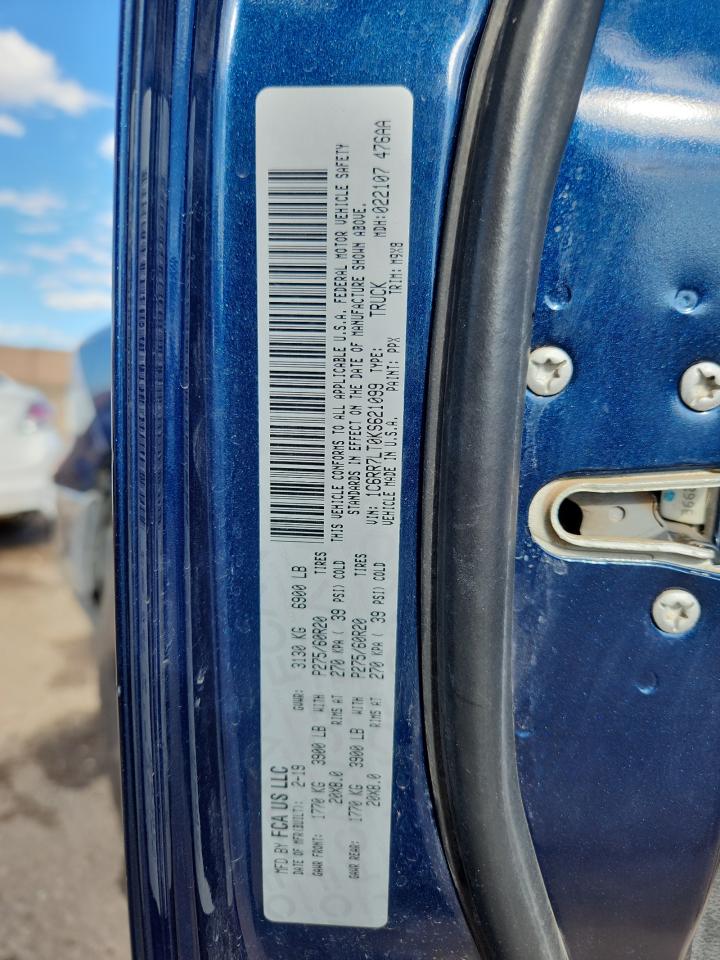 MFD BY FCA US LLC
DATE OF MFR(BUILT): 2-19 GVWR: 3130 KG 6900 LB
GAWR FRONT: 1770 KG 3900 LB WITH P275/60R20 TIRES
20X8.0 RIMS AT 270 KPA ( 39 PSI) COLD
GAWR REAR: 1770 KG 3900 LB WITH P275/60R20 TIRES
20X8.0 RIMS AT 270 KPA ( 39 PSI) COLD
THIS VEHICLE CONFORMS TO ALL APPLICABLE U.S.A. FEDERAL MOTOR VEHICLE SAFETY
STANDARDS IN EFFECT ON THE DATE OF MANUFACTURE SHOWN ABOVE.
VIN: 1C6RR7LT0KS621099 TYPE: TRUCK MDH:022107 476AA
VEHICLE MADE IN U.S.A. PAINT: PPX TRIM: M9X8